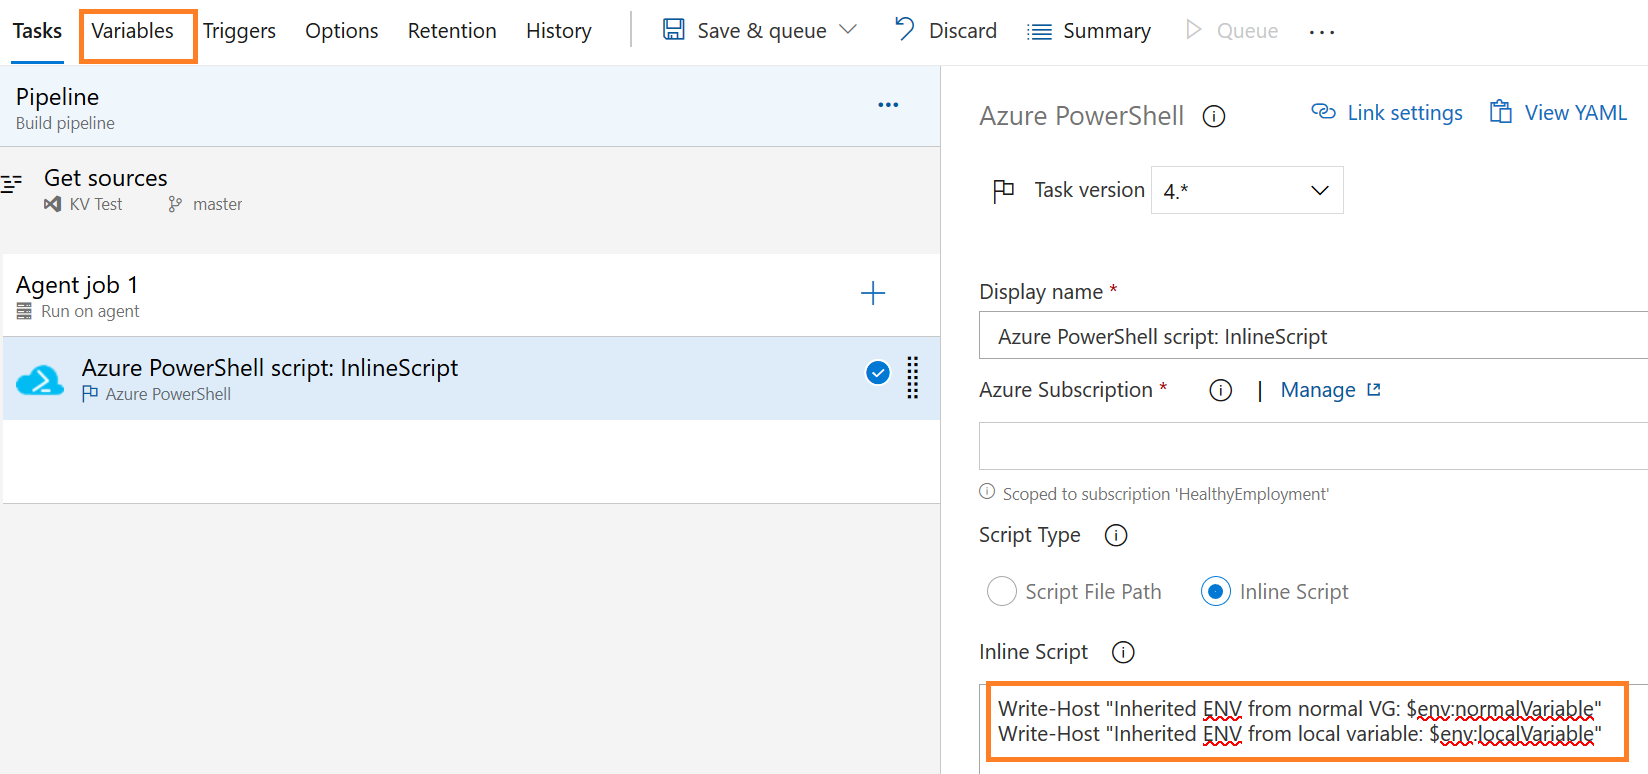 Tasks Variables Triggers Options Retention History Save & queue Discard Summary Queue ...
Pipeline
Build pipeline
Get sources
KV Test master
Agent job 1
Run on agent
Azure PowerShell script: InlineScript
Azure PowerShell
Azure PowerShell Link settings View YAML
Task version 4.*
Display name *
Azure PowerShell script: InlineScript
Azure Subscription * | Manage
Scoped to subscription 'HealthyEmployment'
Script Type
Script File Path Inline Script
Inline Script
Write-Host "Inherited ENV from normal VG: $env:normalVariable"
Write-Host "Inherited ENV from local variable: $env:localVariable"